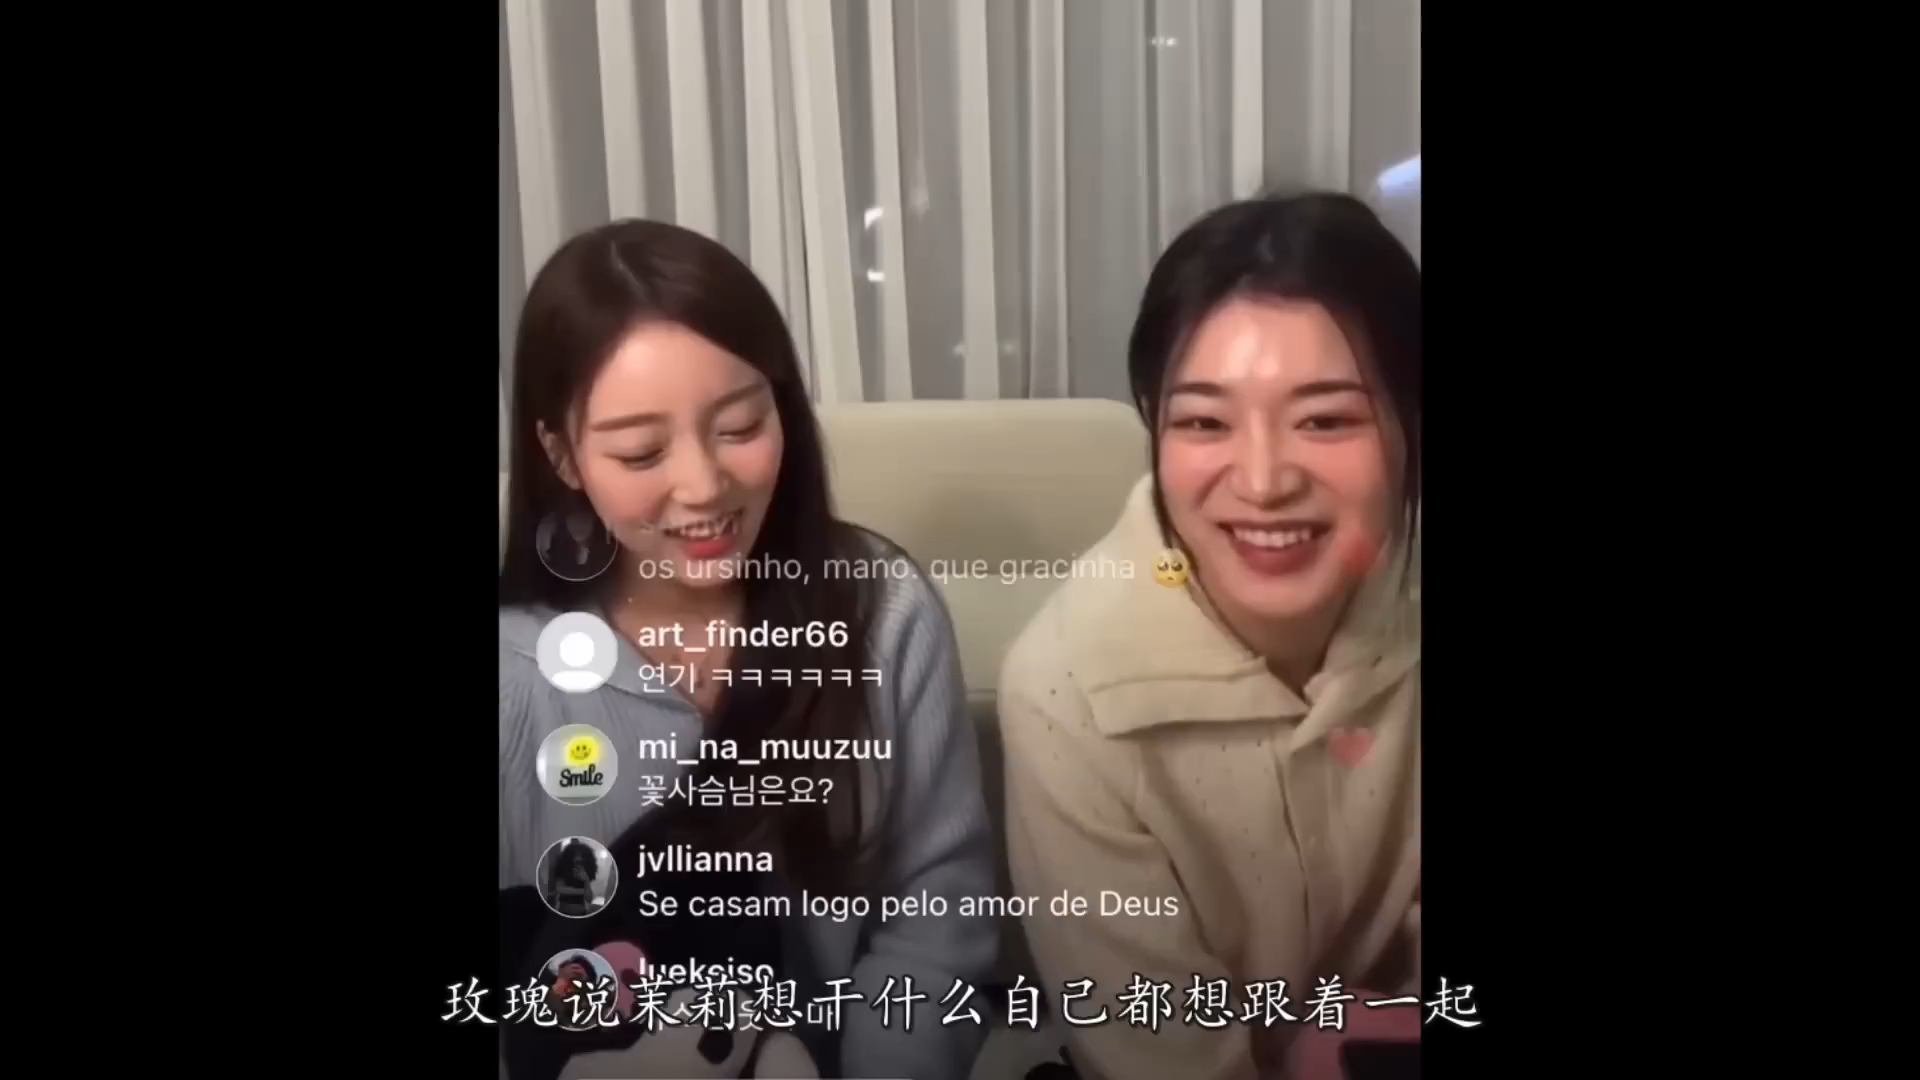 os ursinho, mano. que gracinha 🥺
art_finder66
연기 ㅋㅋㅋㅋㅋㅋ
mi_na_muuzuu
꽃사슴님은요?
Smile
jvllianna
Se casam logo pelo amor de Deus
luekeiso
玫瑰说茉莉想干什么自己都想跟着一起